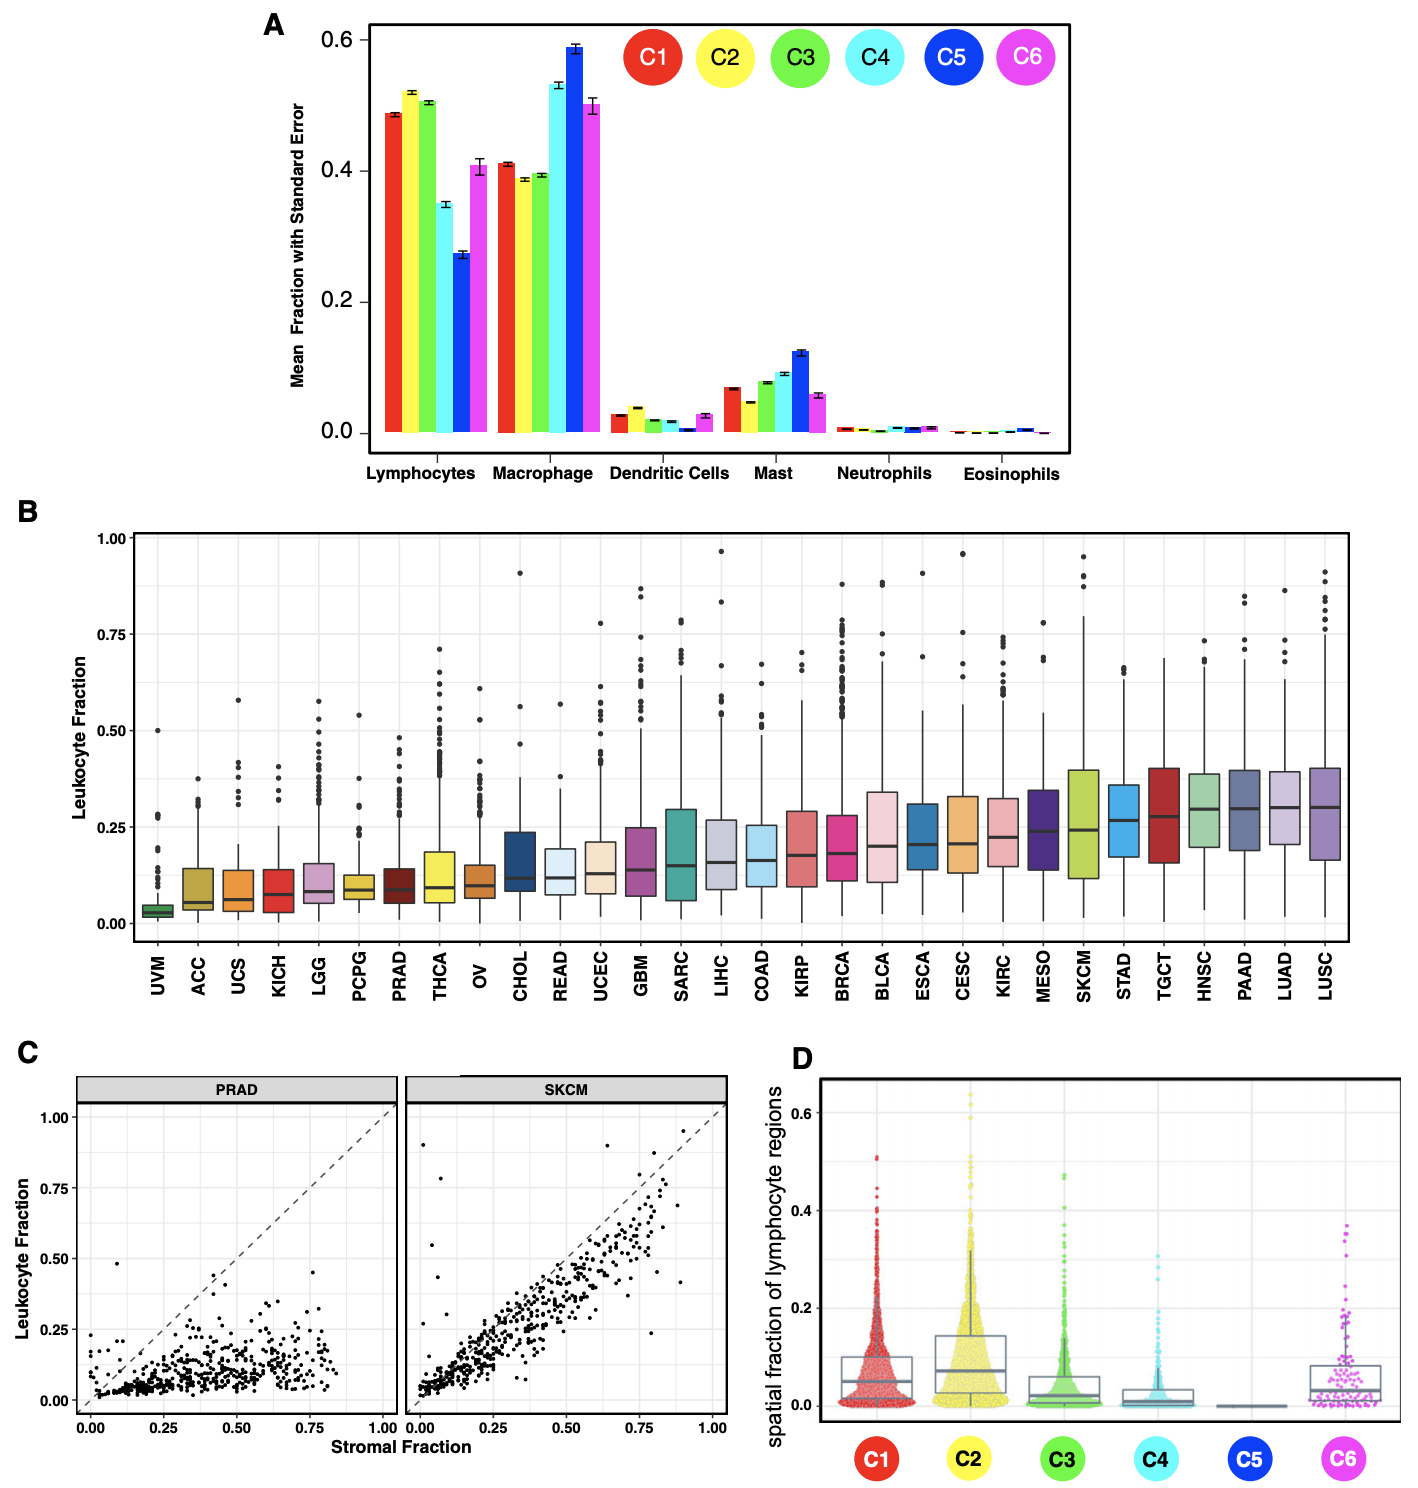 A
0.6
0.4
0.2
0.0
Mean Fraction with Standard Error
C1 C2 C3 C4 C5 C6
Lymphocytes Macrophage Dendritic Cells Mast Neutrophils Eosinophils
B
1.00
0.75
0.50
0.25
0.00
Leukocyte Fraction
UVM ACC UCS KICH LGG PCPG PRAD THCA OV CHOL READ UCEC GBM SARC LIHC COAD KIRP BRCA BLCA ESCA CESC KIRC MESO SKCM STAD TGCT HNSC PAAD LUAD LUSC
C
PRAD SKCM
1.00
0.75
0.50
0.25
0.00
Leukocyte Fraction
0.00 0.25 0.50 0.75 1.00 0.00 0.25 0.50 0.75 1.00
Stromal Fraction
D
0.6
0.4
0.2
0.0
spatial fraction of lymphocyte regions
C1 C2 C3 C4 C5 C6